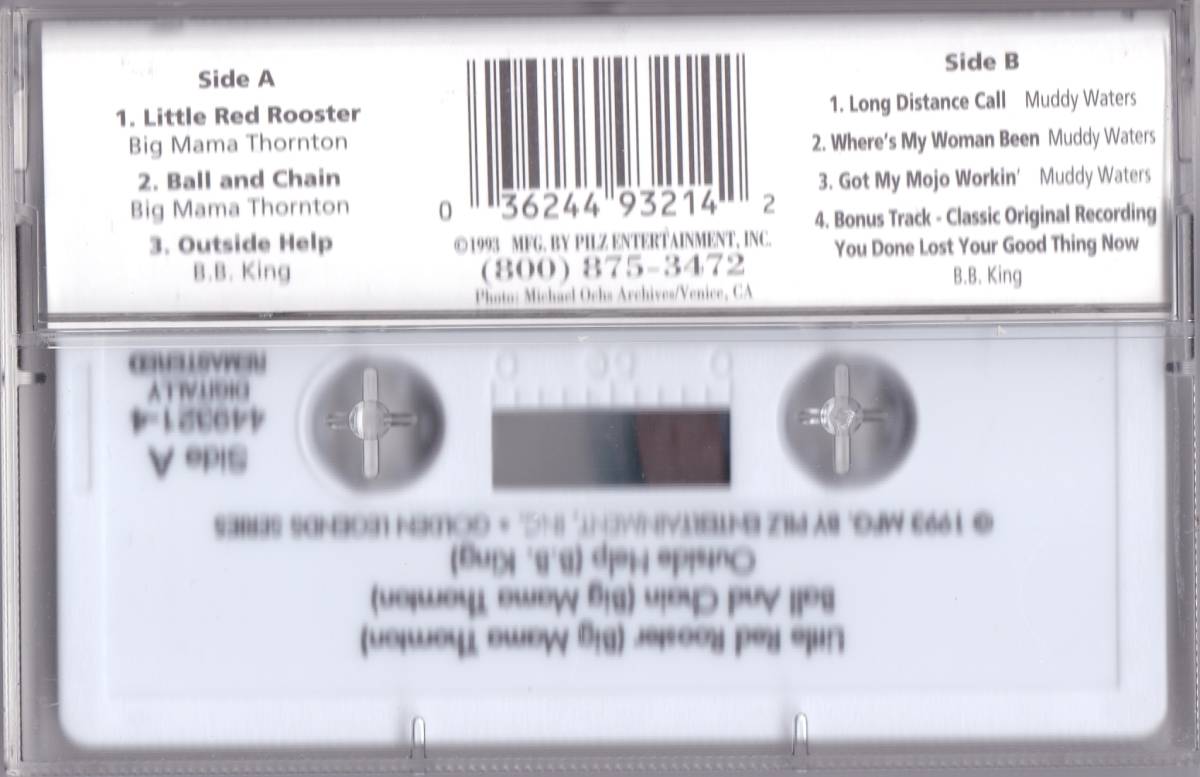 Side A
1. Little Red Rooster
Big Mama Thornton
2. Ball and Chain
Big Mama Thornton
3. Outside Help
B.B. King
0 36244 93214 2
©1993 MFG. BY PILZ ENTERTAINMENT, INC.
(800) 875-3472
Photo: Michael Ochs Archives/Venice, CA
Side B
1. Long Distance Call Muddy Waters
2. Where's My Woman Been Muddy Waters
3. Got My Mojo Workin' Muddy Waters
4. Bonus Track - Classic Original Recording
You Done Lost Your Good Thing Now
B.B. King
Little Red Rooster (Big Mama Thornton)
Ball And Chain (Big Mama Thornton)
Outside Help (B.B. King)
© 1993 MFG. BY PILZ ENTERTAINMENT, INC. • GOLDEN LEGENDS SERIES
Side A
449321-4
DIGITALLY
REMASTERED